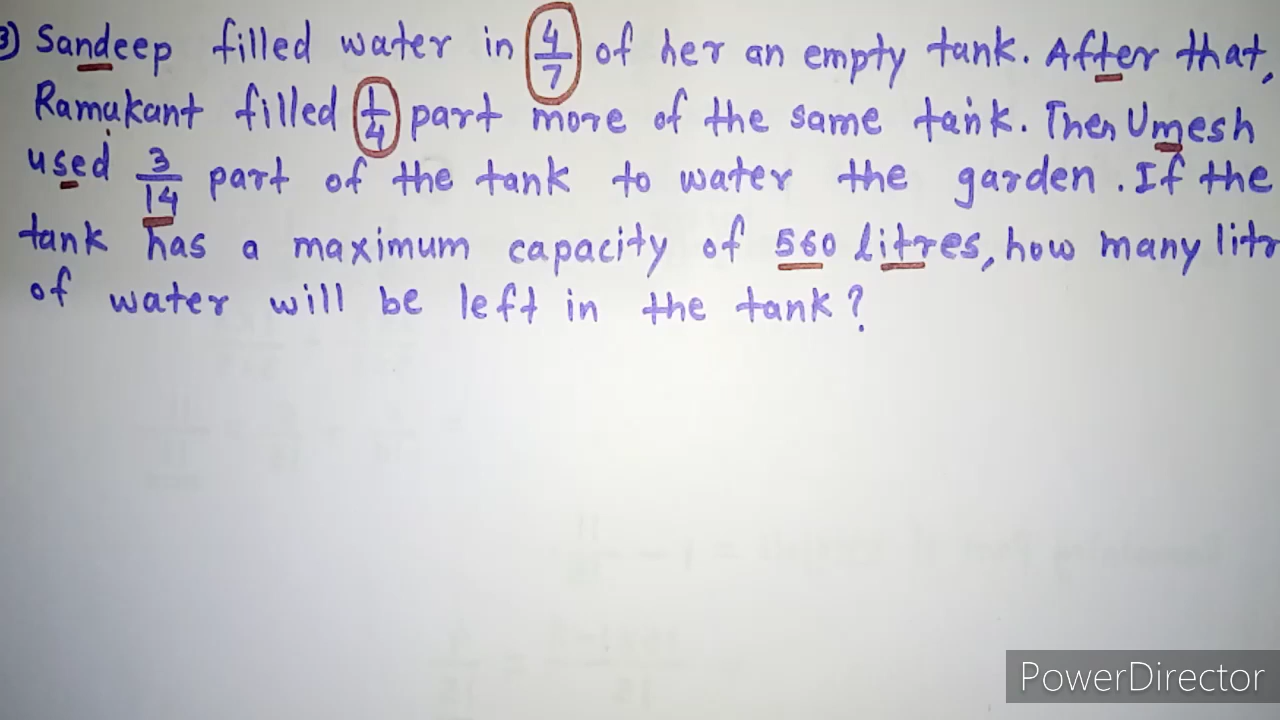 3) Sandeep filled water in 4/7 of her an empty tank. After that,
Ramakant filled 1/4 part more of the same tank. Then Umesh
used 3/14 part of the tank to water the garden. If the
tank has a maximum capacity of 560 litres, how many litr
of water will be left in the tank?
PowerDirector